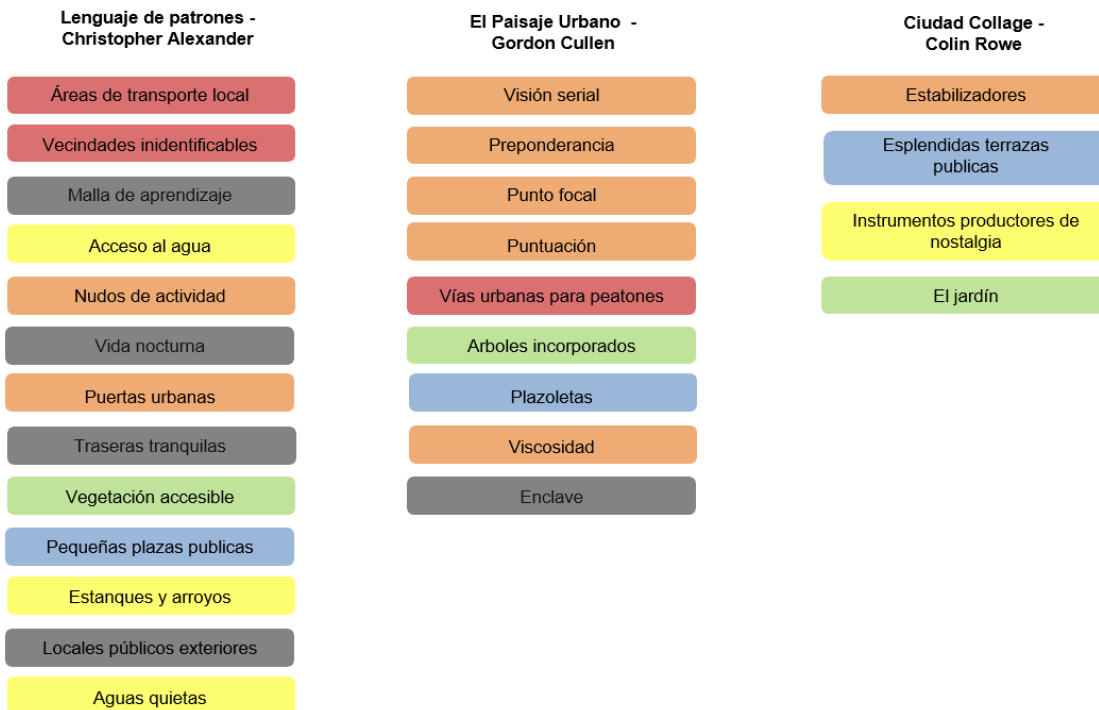 Lenguaje de patrones -
Christopher Alexander
Áreas de transporte local
Vecindades inidentificables
Malla de aprendizaje
Acceso al agua
Nudos de actividad
Vida nocturna
Puertas urbanas
Traseras tranquilas
Vegetación accesible
Pequeñas plazas publicas
Estanques y arroyos
Locales públicos exteriores
Aguas quietas
El Paisaje Urbano -
Gordon Cullen
Visión serial
Preponderancia
Punto focal
Puntuación
Vías urbanas para peatones
Arboles incorporados
Plazoletas
Viscosidad
Enclave
Ciudad Collage -
Colin Rowe
Estabilizadores
Esplendidas terrazas
publicas
Instrumentos productores de
nostalgia
El jardín